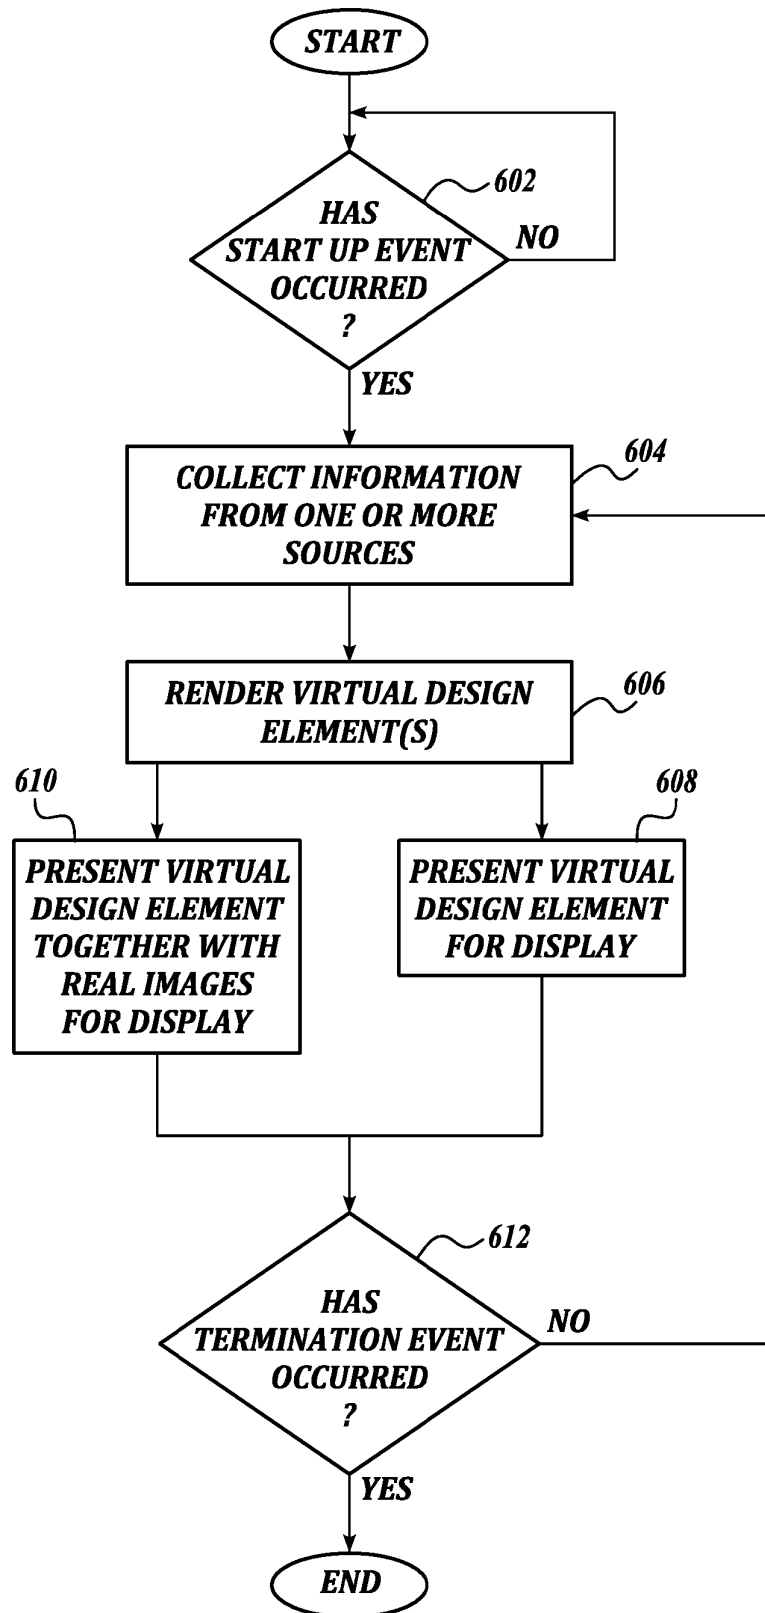 START
602
HAS
START UP EVENT
OCCURRED
?
NO
YES
604
COLLECT INFORMATION
FROM ONE OR MORE
SOURCES
RENDER VIRTUAL DESIGN
ELEMENT(S)
606
610
608
PRESENT VIRTUAL
DESIGN ELEMENT
TOGETHER WITH
REAL IMAGES
FOR DISPLAY
PRESENT VIRTUAL
DESIGN ELEMENT
FOR DISPLAY
612
HAS
TERMINATION EVENT
OCCURRED
?
NO
YES
END